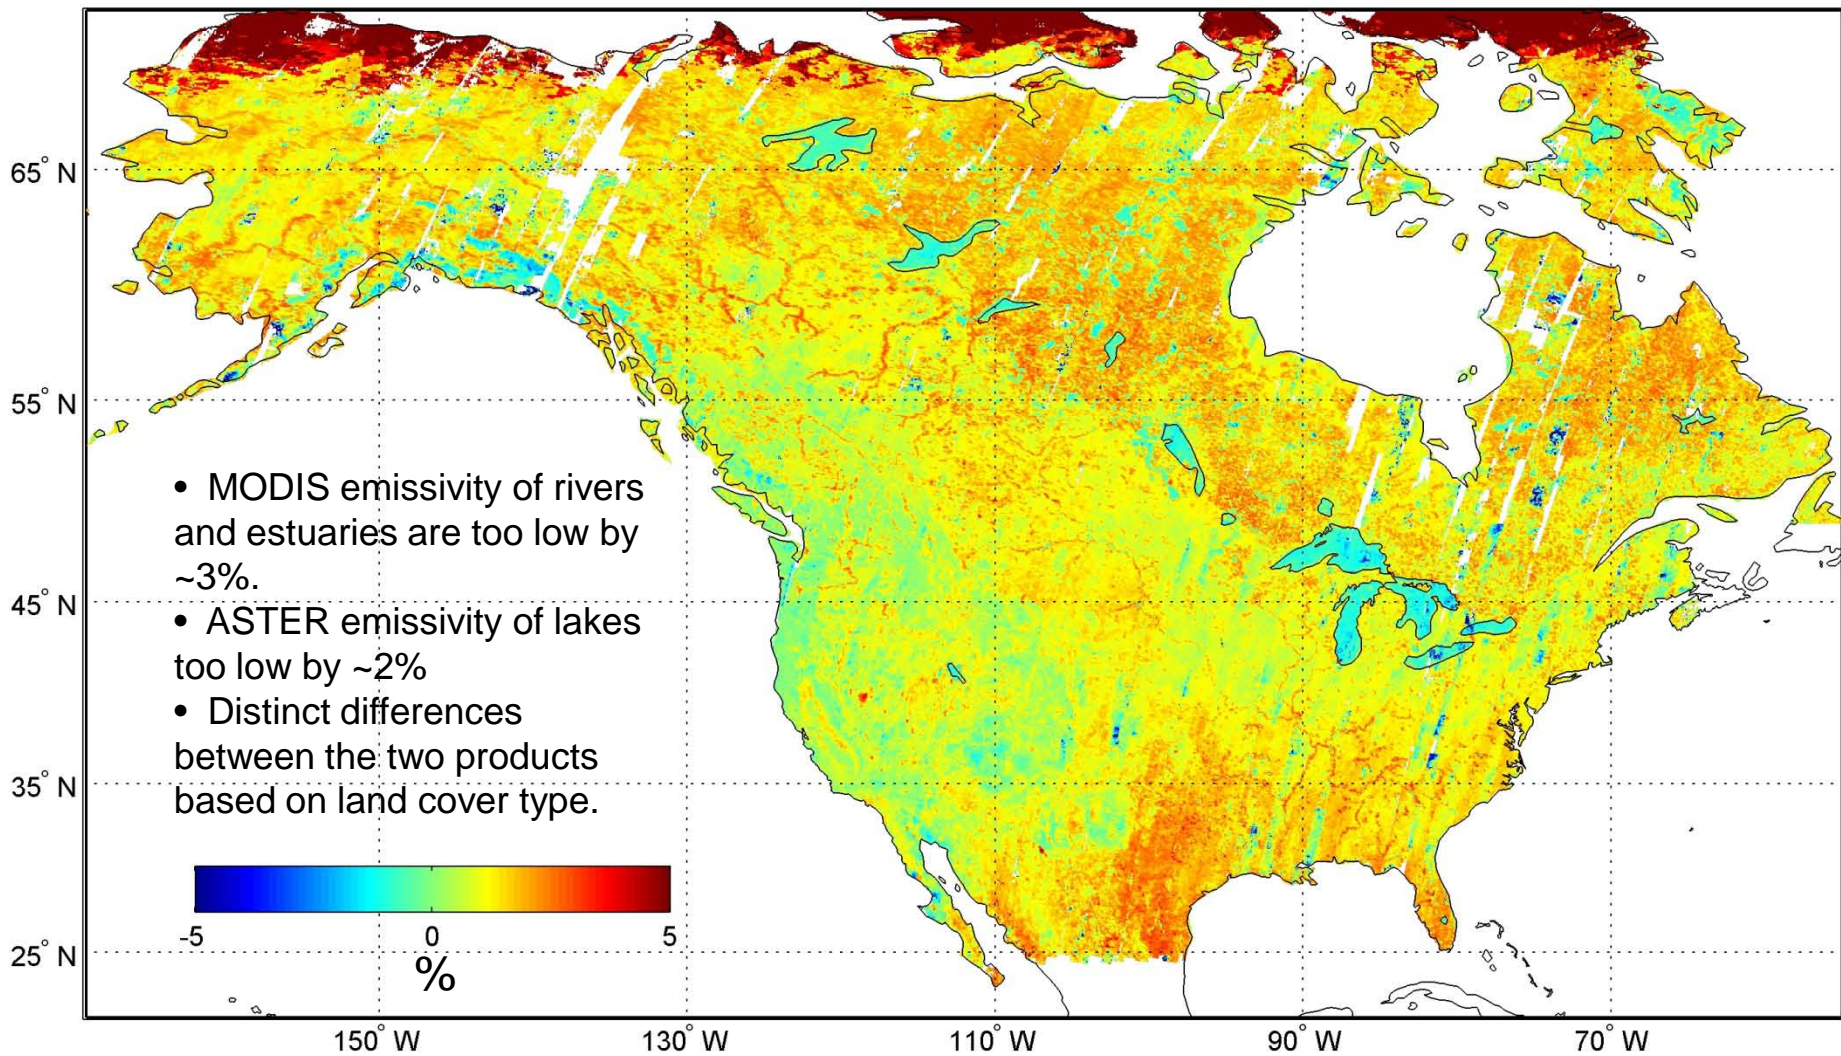 65° N
55° N
45° N
35° N
25° N
• MODIS emissivity of rivers
and estuaries are too low by
~3%.
• ASTER emissivity of lakes
too low by ~2%
• Distinct differences
between the two products
based on land cover type.
-5 0 5
%
150° W 130° W 110° W 90° W 70° W